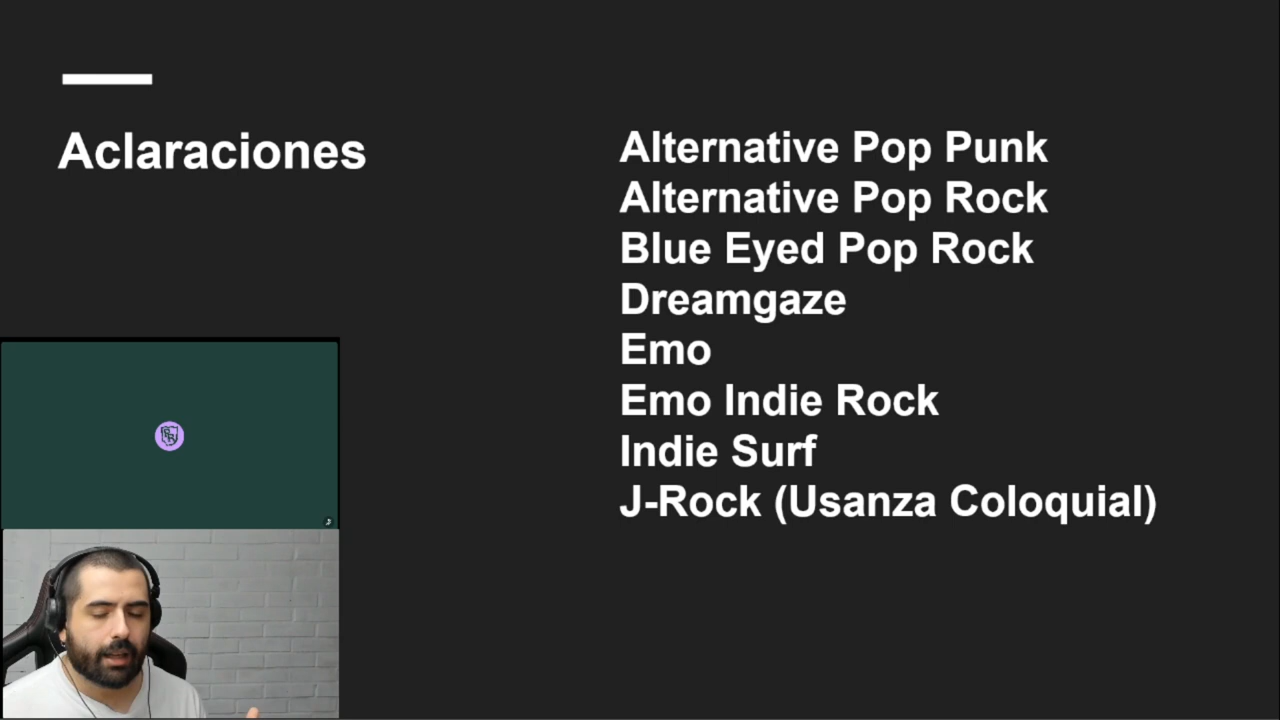 Aclaraciones
Alternative Pop Punk
Alternative Pop Rock
Blue Eyed Pop Rock
Dreamgaze
Emo
Emo Indie Rock
Indie Surf
J-Rock (Usanza Coloquial)